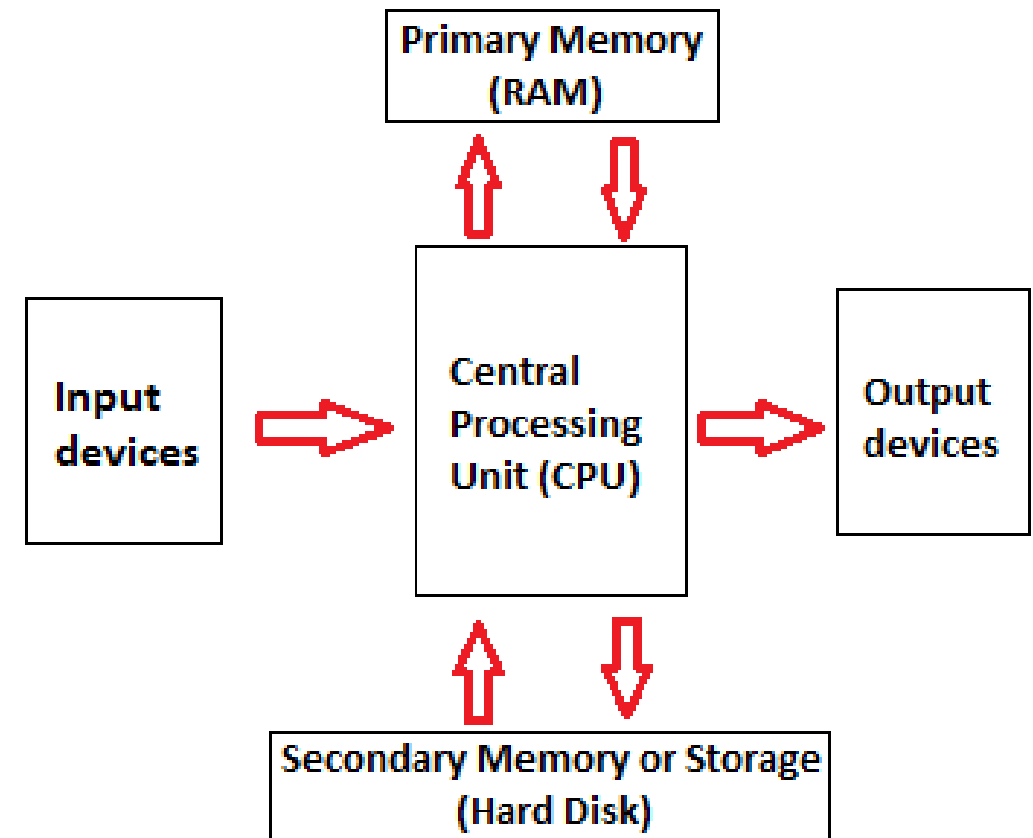 Primary Memory
(RAM)
Input
devices
Central
Processing
Unit (CPU)
Output
devices
Secondary Memory or Storage
(Hard Disk)